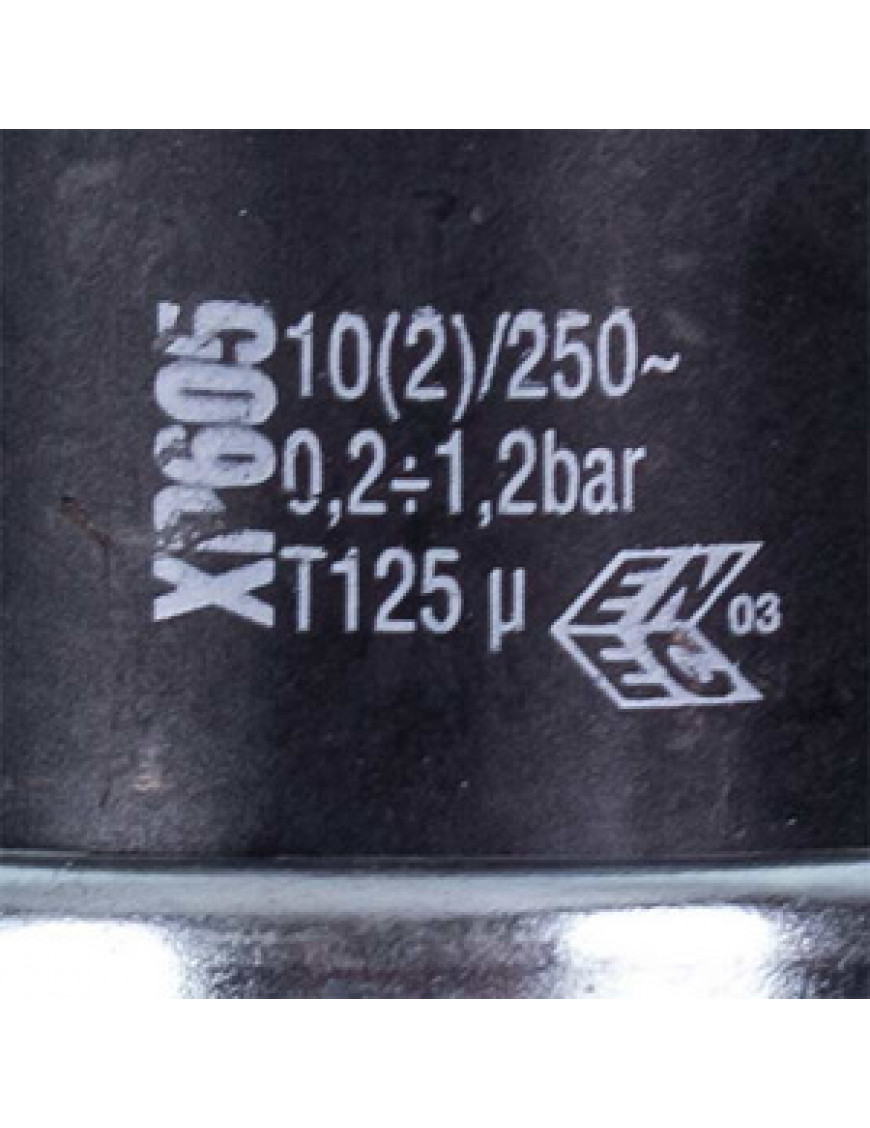 XP605
10(2)/250~
0,2÷1,2bar
T125 µ
EN
EC
03